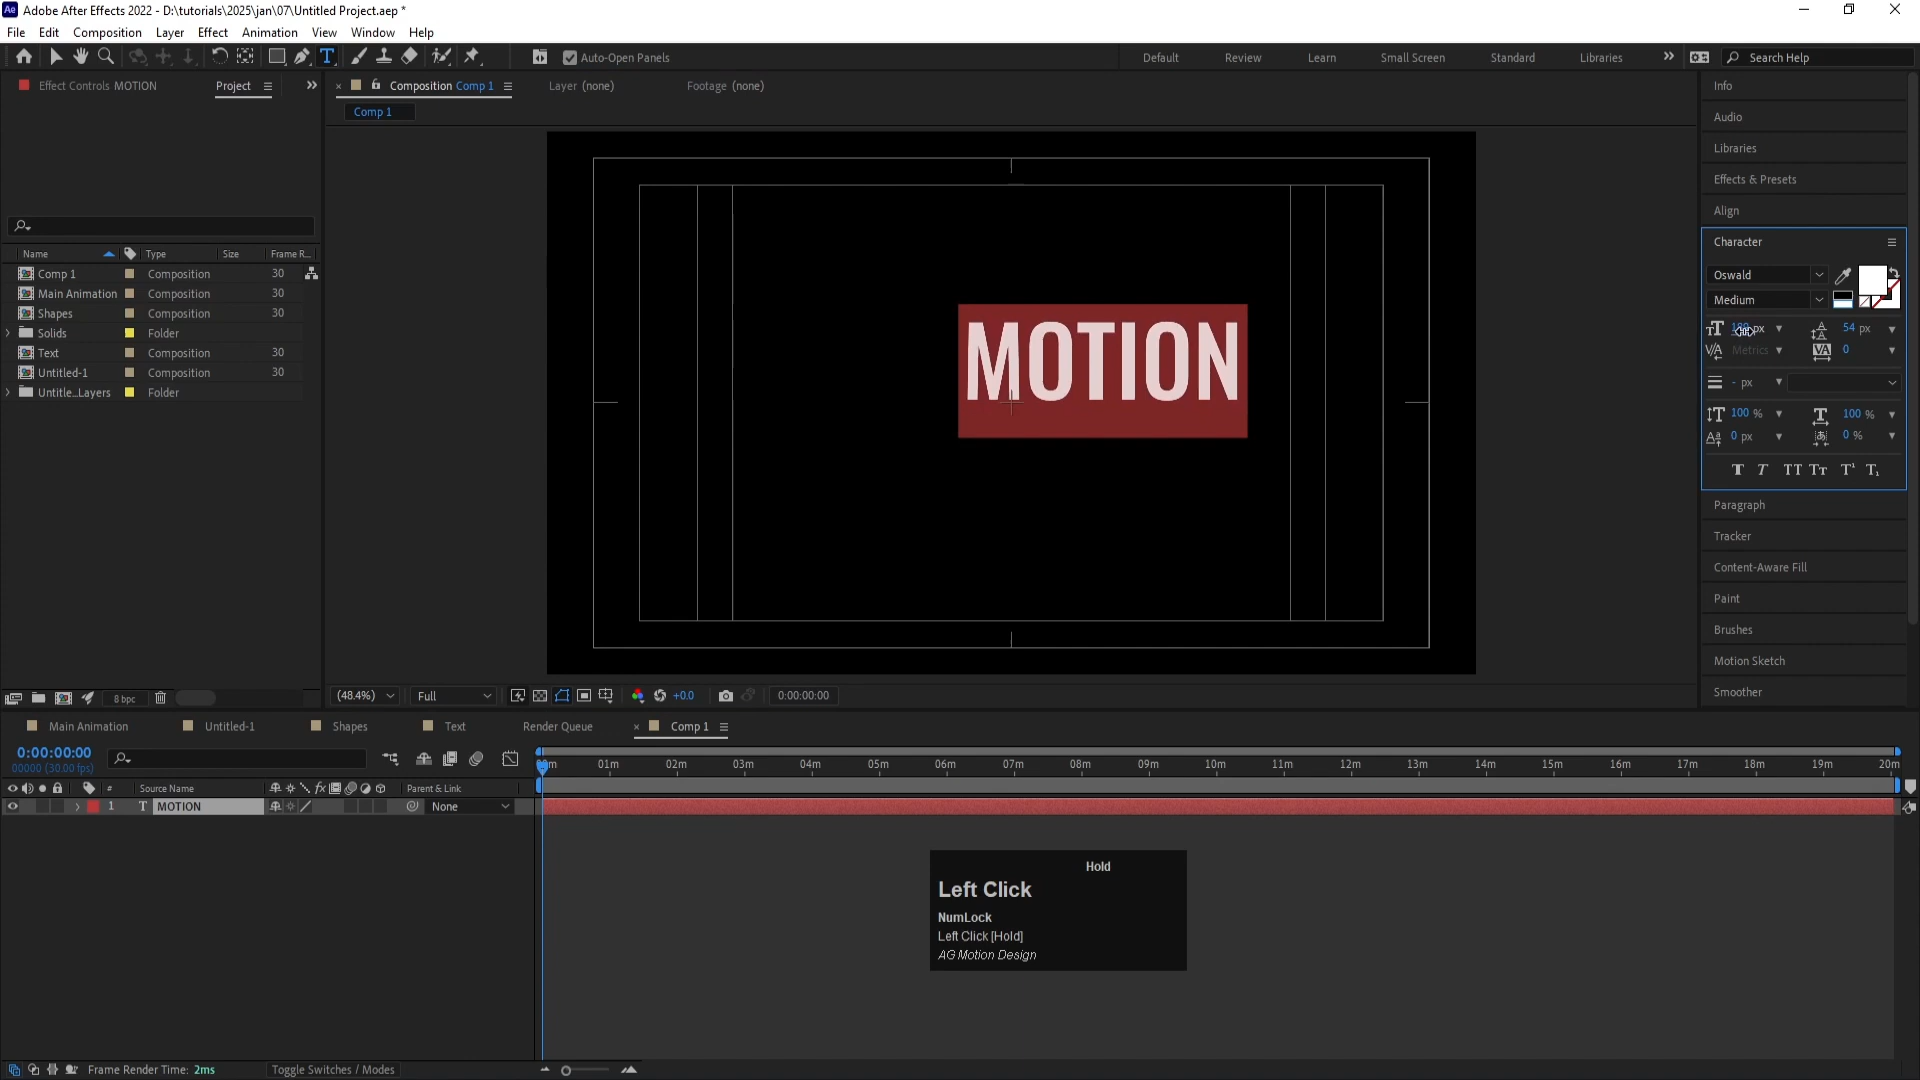 Adobe After Effects 2022 - D:\tutorials\2025\jan\07\Untitled Project.aep *
File Edit Composition Layer Effect Animation View Window Help
Auto-Open Panels
Default Review Learn Small Screen Standard Libraries Search Help
Effect Controls MOTION Project
Composition Comp 1 Layer (none) Footage (none)
Comp 1
Name Type Size Frame R...
Comp 1 Composition 30
Main Animation Composition 30
Shapes Composition 30
Solids Folder
Text Composition 30
Untitled-1 Composition 30
Untitle...Layers Folder
8 bpc
MOTION
(48.4%) Full +0.0 0:00:00:00
Info
Audio
Libraries
Effects & Presets
Align
Character
Oswald
Medium
px 54 px
Metrics 0
- px
100 % 100 %
0 px 0 %
Paragraph
Tracker
Content-Aware Fill
Paint
Brushes
Motion Sketch
Smoother
Main Animation Untitled-1 Shapes Text Render Queue Comp 1
0:00:00:00
00000 (30.00 fps)
01m 02m 03m 04m 05m 06m 07m 08m 09m 10m 11m 12m 13m 14m 15m 16m 17m 18m 19m 20m
# Source Name Parent & Link
1 MOTION None
Hold
Left Click
NumLock
Left Click [Hold]
AG Motion Design
Frame Render Time: 2ms Toggle Switches / Modes